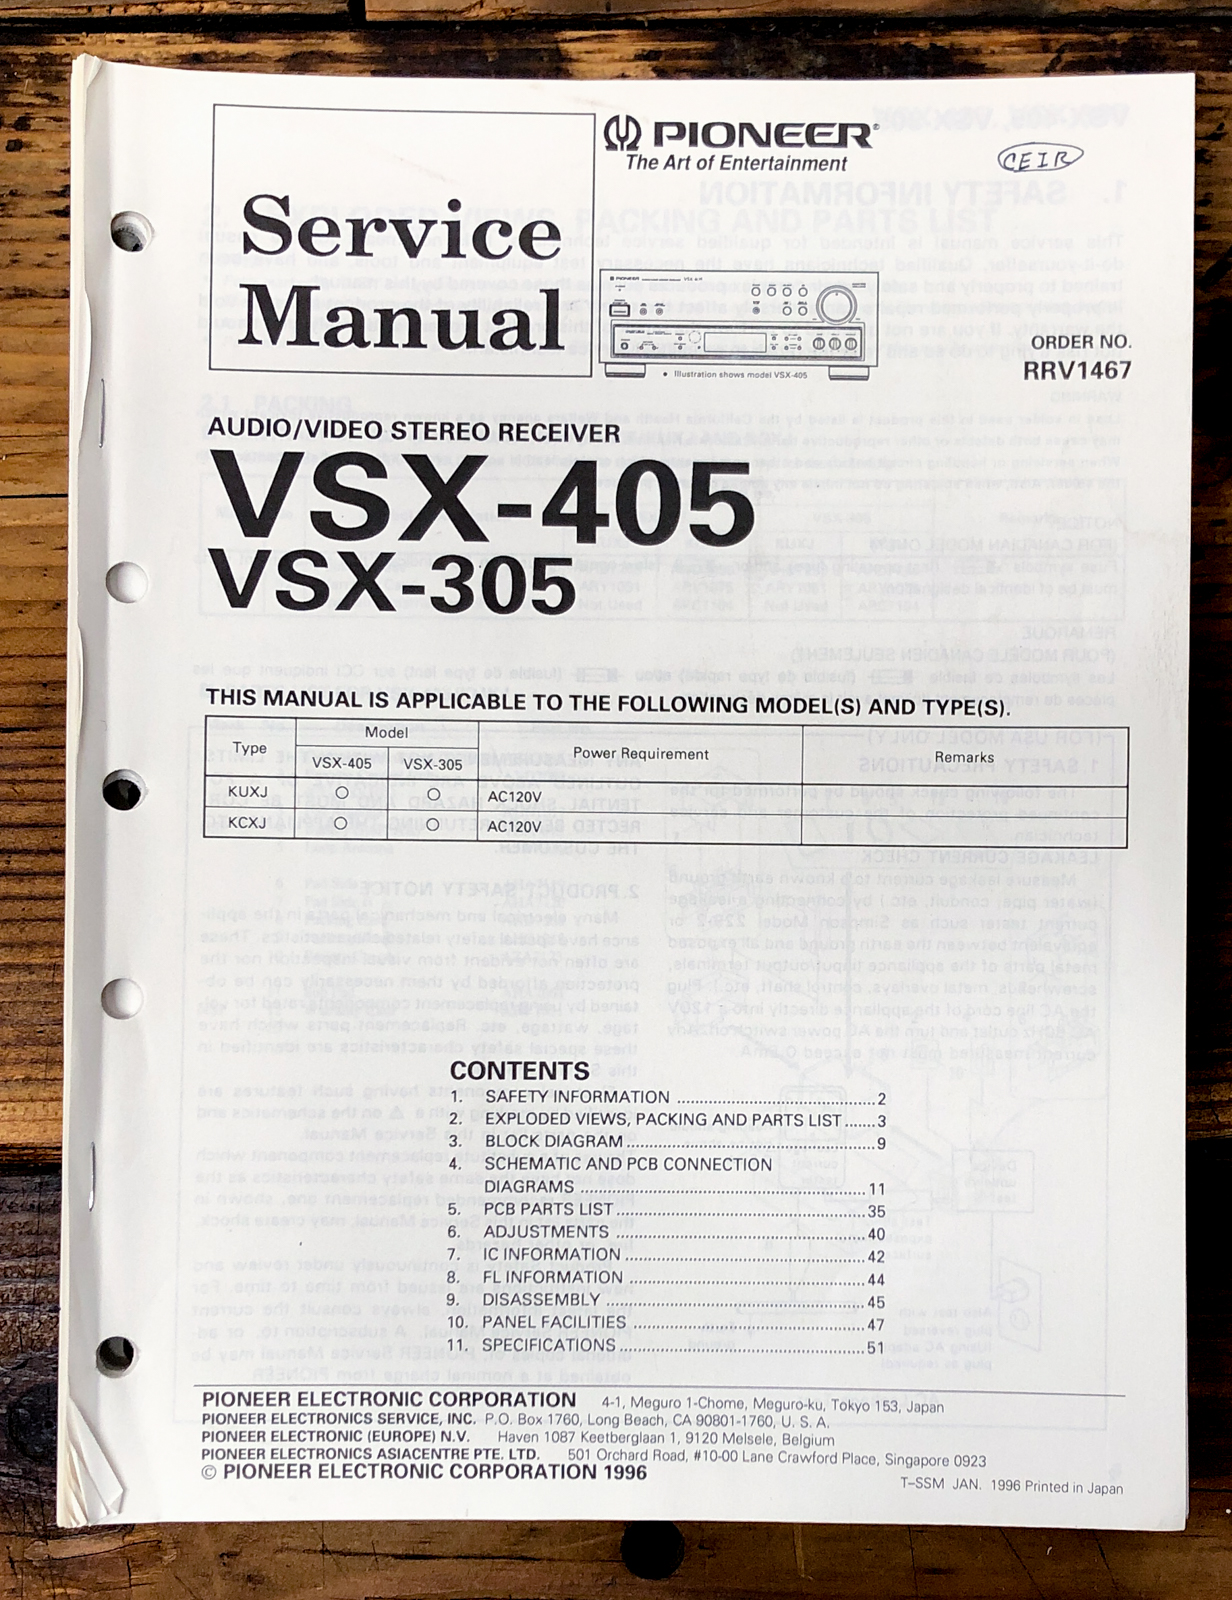 PIONEER®
The Art of Entertainment
CEIR
Service
Manual
PIONEER
• Illustration shows model VSX-405
ORDER NO.
RRV1467
AUDIO/VIDEO STEREO RECEIVER
VSX-405
VSX-305
THIS MANUAL IS APPLICABLE TO THE FOLLOWING MODEL(S) AND TYPE(S).
Type Model Power Requirement Remarks
VSX-405 VSX-305
KUXJ ○ ○ AC120V
KCXJ ○ ○ AC120V
CONTENTS
1. SAFETY INFORMATION ..........................................2
2. EXPLODED VIEWS, PACKING AND PARTS LIST .......3
3. BLOCK DIAGRAM ....................................................9
4. SCHEMATIC AND PCB CONNECTION
DIAGRAMS ............................................................11
5. PCB PARTS LIST ....................................................35
6. ADJUSTMENTS .....................................................40
7. IC INFORMATION ..................................................42
8. FL INFORMATION .................................................44
9. DISASSEMBLY ......................................................45
10. PANEL FACILITIES ................................................47
11. SPECIFICATIONS ...................................................51
PIONEER ELECTRONIC CORPORATION 4-1, Meguro 1-Chome, Meguro-ku, Tokyo 153, Japan
PIONEER ELECTRONICS SERVICE, INC. P.O. Box 1760, Long Beach, CA 90801-1760, U. S. A.
PIONEER ELECTRONIC (EUROPE) N.V. Haven 1087 Keetberglaan 1, 9120 Melsele, Belgium
PIONEER ELECTRONICS ASIACENTRE PTE. LTD. 501 Orchard Road, #10-00 Lane Crawford Place, Singapore 0923
© PIONEER ELECTRONIC CORPORATION 1996
T–SSM JAN. 1996 Printed in Japan